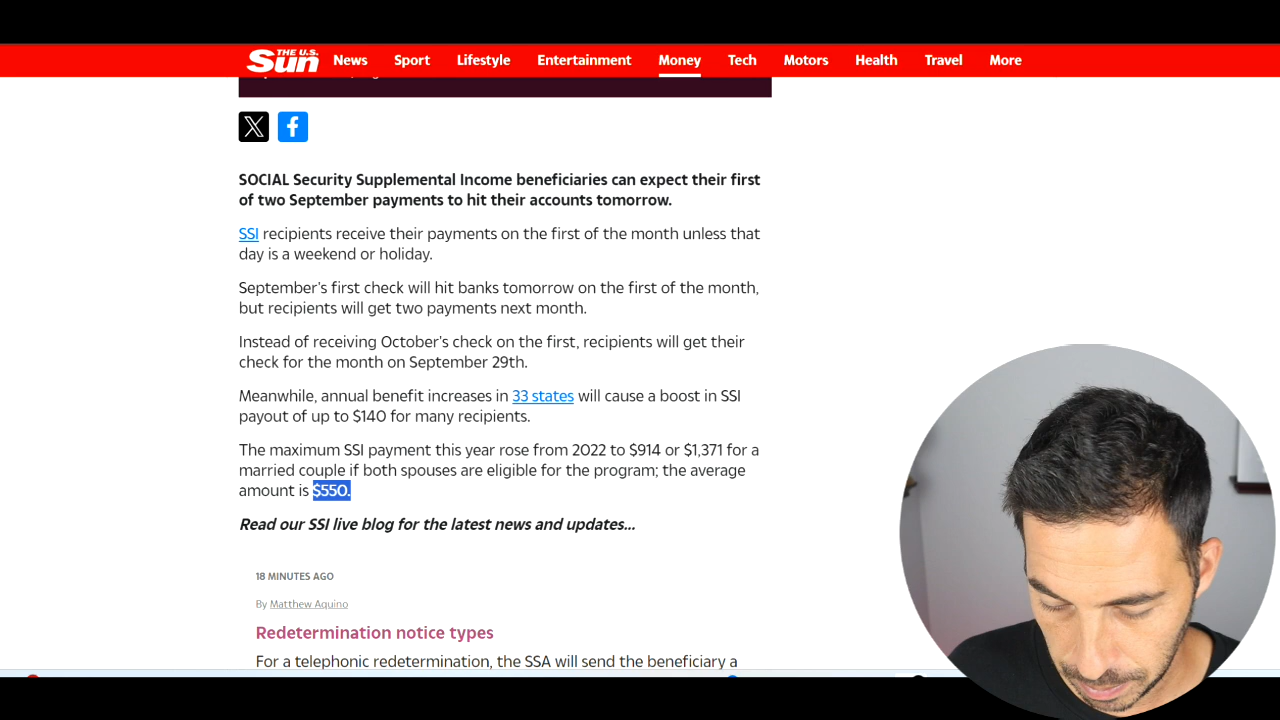 THE U.S. Sun News Sport Lifestyle Entertainment Money Tech Motors Health Travel More
SOCIAL Security Supplemental Income beneficiaries can expect their first
of two September payments to hit their accounts tomorrow.
SSI recipients receive their payments on the first of the month unless that
day is a weekend or holiday.
September's first check will hit banks tomorrow on the first of the month,
but recipients will get two payments next month.
Instead of receiving October's check on the first, recipients will get their
check for the month on September 29th.
Meanwhile, annual benefit increases in 33 states will cause a boost in SSI
payout of up to $140 for many recipients.
The maximum SSI payment this year rose from 2022 to $914 or $1,371 for a
married couple if both spouses are eligible for the program; the average
amount is $550.
Read our SSI live blog for the latest news and updates...
18 MINUTES AGO
By Matthew Aquino
Redetermination notice types
For a telephonic redetermination, the SSA will send the beneficiary a